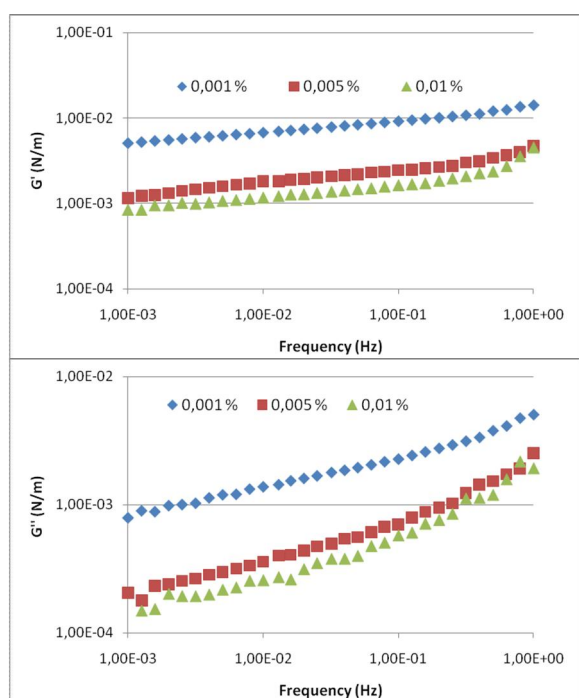 1,00E-01
0,001% 0,005% 0,01%
1,00E-02
G' (N/m)
1,00E-03
1,00E-04
1,00E-03 1,00E-02 1,00E-01 1,00E+00
Frequency (Hz)
1,00E-02
0,001% 0,005% 0,01%
G'' (N/m)
1,00E-03
1,00E-04
1,00E-03 1,00E-02 1,00E-01 1,00E+00
Frequency (Hz)